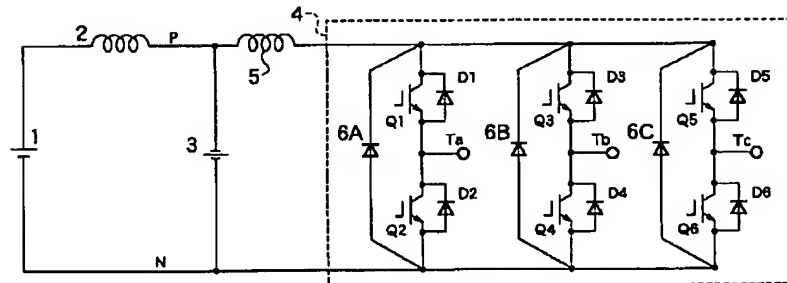 4
2 P
5
D1 D3 D5
Q1 Q3 Q5
1 3 6A Ta 6B Tb 6C Tc
D2 D4 D6
Q2 Q4 Q6
N